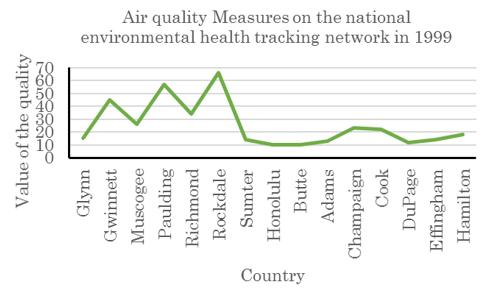 Air quality Measures on the national
environmental health tracking network in 1999
Value of the quality
70
60
50
40
30
20
10
0
Glynn
Gwinnett
Muscogee
Paulding
Richmond
Rockdale
Sumter
Honolulu
Butte
Adams
Champaign
Cook
DuPage
Effingham
Hamilton
Country